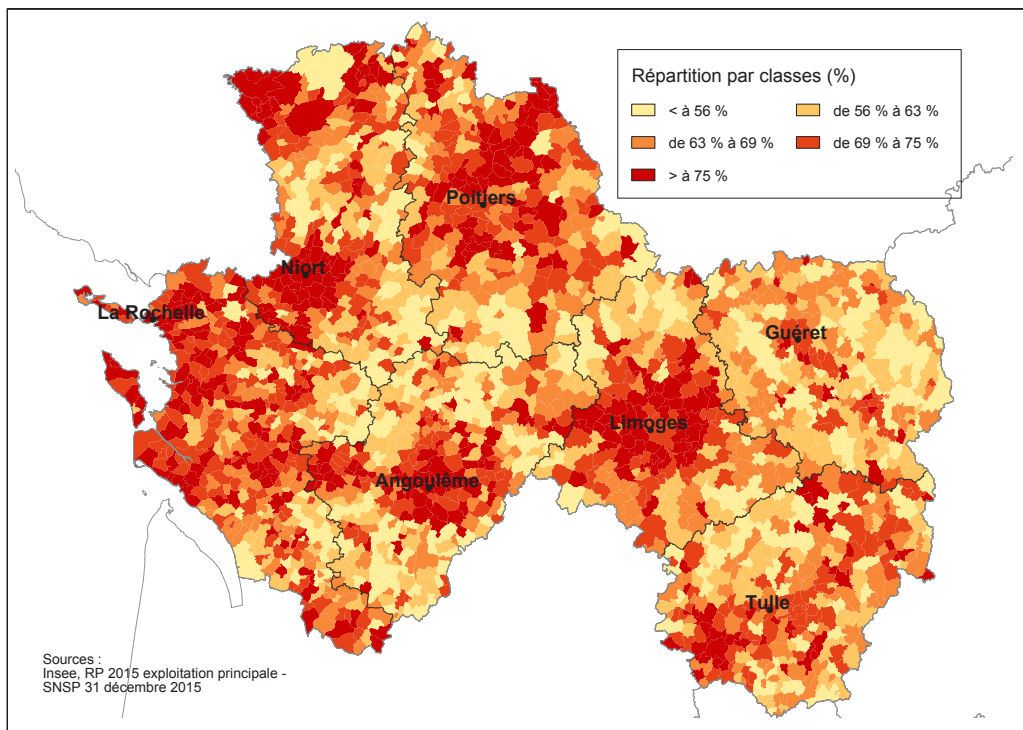 Répartition par classes (%)
< à 56 %
de 56 % à 63 %
de 63 % à 69 %
de 69 % à 75 %
> à 75 %
Poitiers
Niort
La Rochelle
Guéret
Limoges
Angoulême
Tulle
Sources :
Insee, RP 2015 exploitation principale -
SNSP 31 décembre 2015